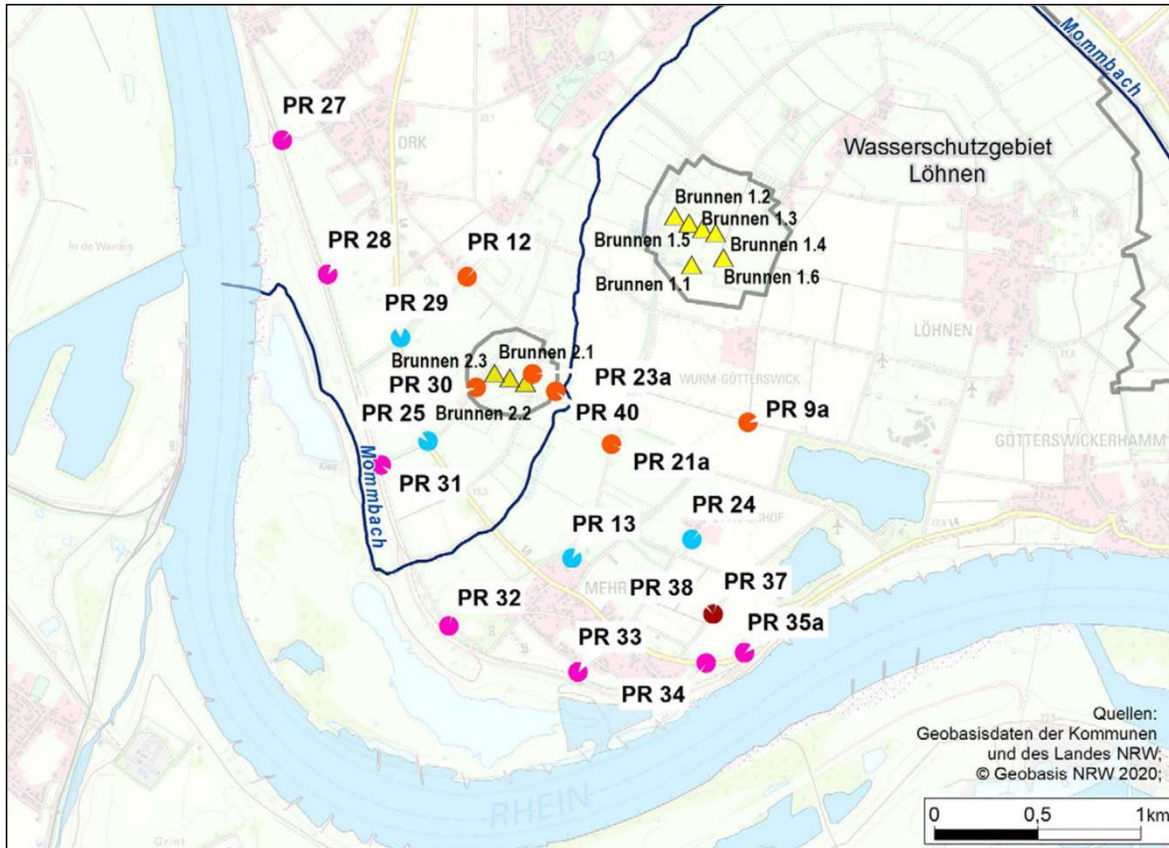 Mommbach
PR 27
ORK
Wasserschutzgebiet
Löhnen
Brunnen 1.2
Brunnen 1.3
Brunnen 1.5
Brunnen 1.4
Brunnen 1.1
Brunnen 1.6
In de Werdes
PR 28
PR 12
PR 29
LÖHNEN
Brunnen 2.3
Brunnen 2.1
PR 30
PR 23a
WURM-GÖTTERSWICK
PR 25
Brunnen 2.2
PR 40
PR 9a
GÖTTERSWICKERHAMM
PR 31
PR 21a
Mommbach
PR 24
PR 13
MEHR
PR 38
PR 37
PR 32
PR 35a
PR 33
PR 34
Quellen:
Geobasisdaten der Kommunen
und des Landes NRW;
© Geobasis NRW 2020;
RHEIN
0 0,5 1km